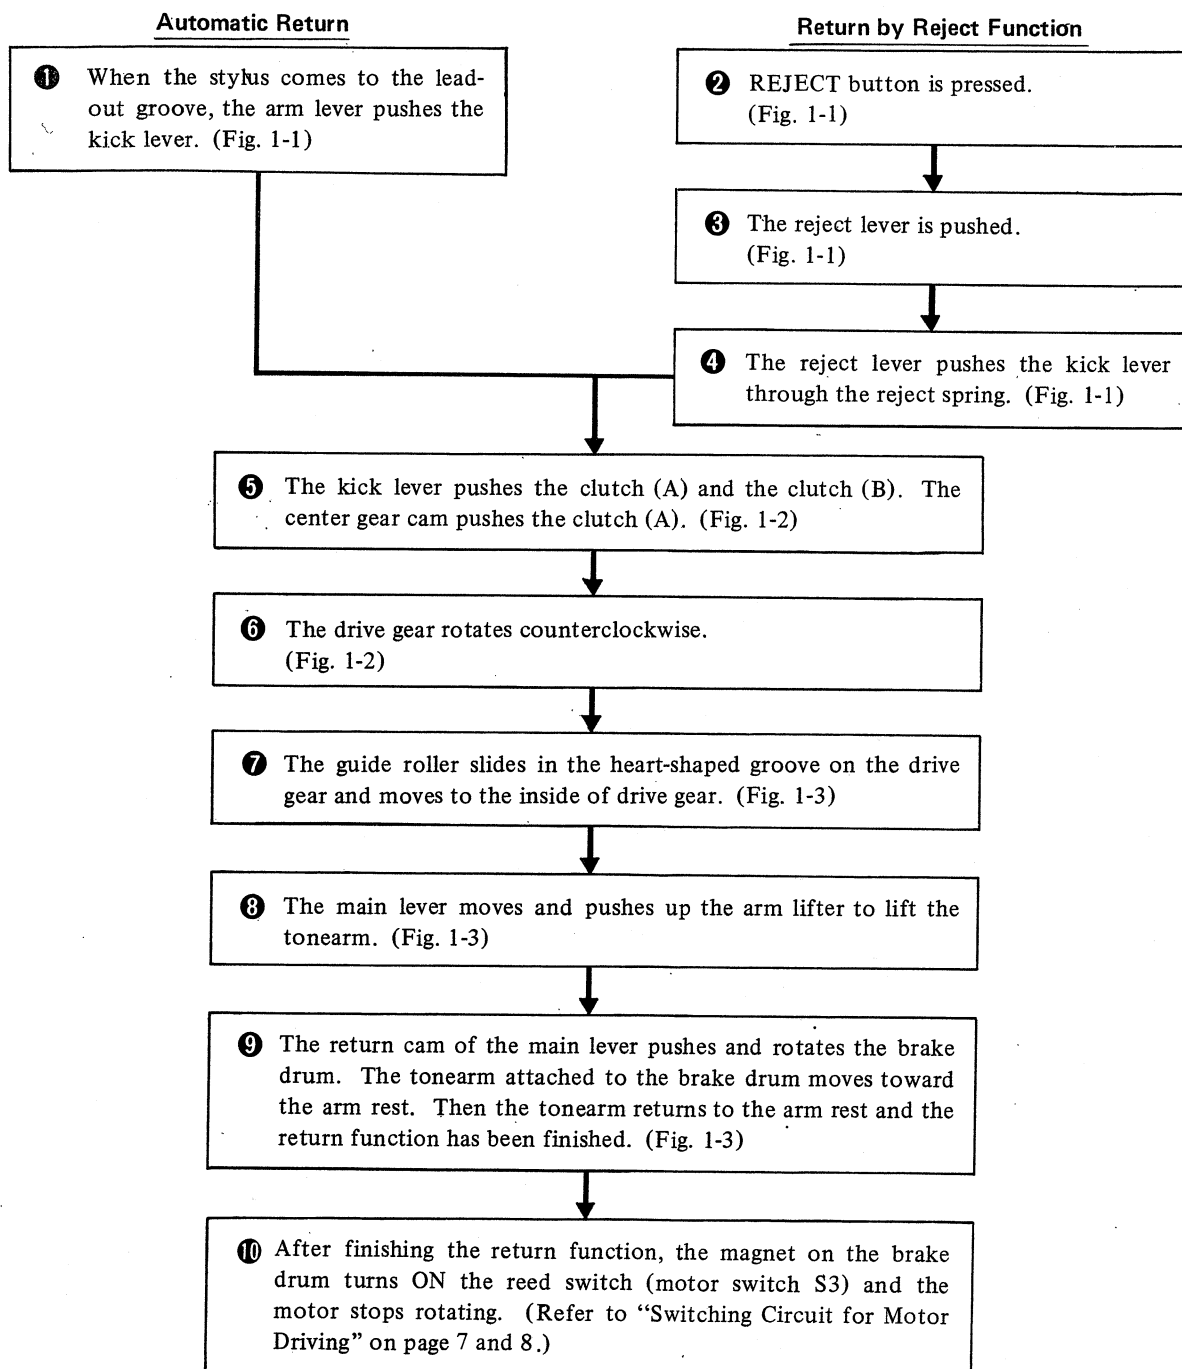 Automatic Return
❶ When the stylus comes to the lead-
out groove, the arm lever pushes the
kick lever. (Fig. 1-1)
Return by Reject Function
❷ REJECT button is pressed.
(Fig. 1-1)
❸ The reject lever is pushed.
(Fig. 1-1)
❹ The reject lever pushes the kick lever
through the reject spring. (Fig. 1-1)
❺ The kick lever pushes the clutch (A) and the clutch (B). The
center gear cam pushes the clutch (A). (Fig. 1-2)
❻ The drive gear rotates counterclockwise.
(Fig. 1-2)
❼ The guide roller slides in the heart-shaped groove on the drive
gear and moves to the inside of drive gear. (Fig. 1-3)
❽ The main lever moves and pushes up the arm lifter to lift the
tonearm. (Fig. 1-3)
❾ The return cam of the main lever pushes and rotates the brake
drum. The tonearm attached to the brake drum moves toward
the arm rest. Then the tonearm returns to the arm rest and the
return function has been finished. (Fig. 1-3)
❿ After finishing the return function, the magnet on the brake
drum turns ON the reed switch (motor switch S3) and the
motor stops rotating. (Refer to “Switching Circuit for Motor
Driving” on page 7 and 8.)